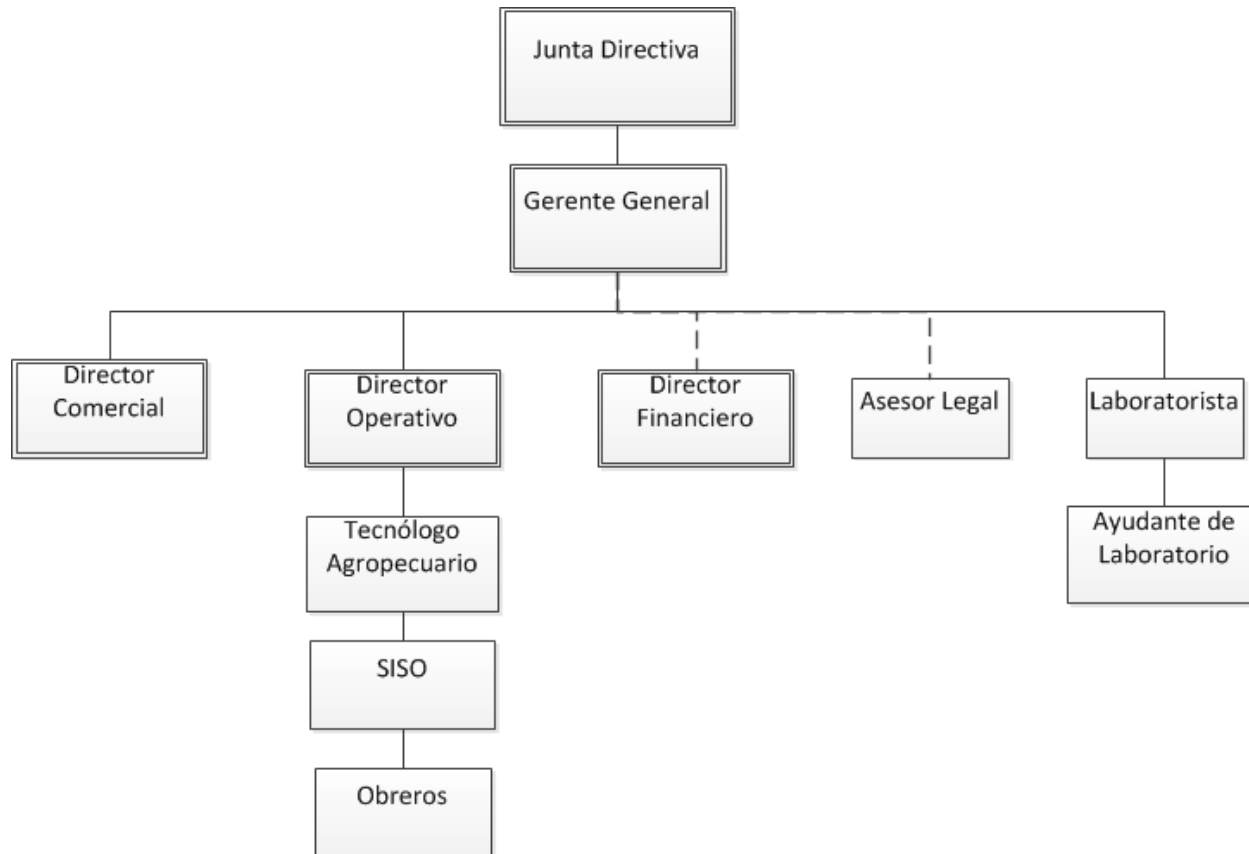 Junta Directiva
Gerente General
Director
Comercial
Director
Operativo
Director
Financiero
Asesor Legal
Laboratorista
Tecnólogo
Agropecuario
Ayudante de
Laboratorio
SISO
Obreros